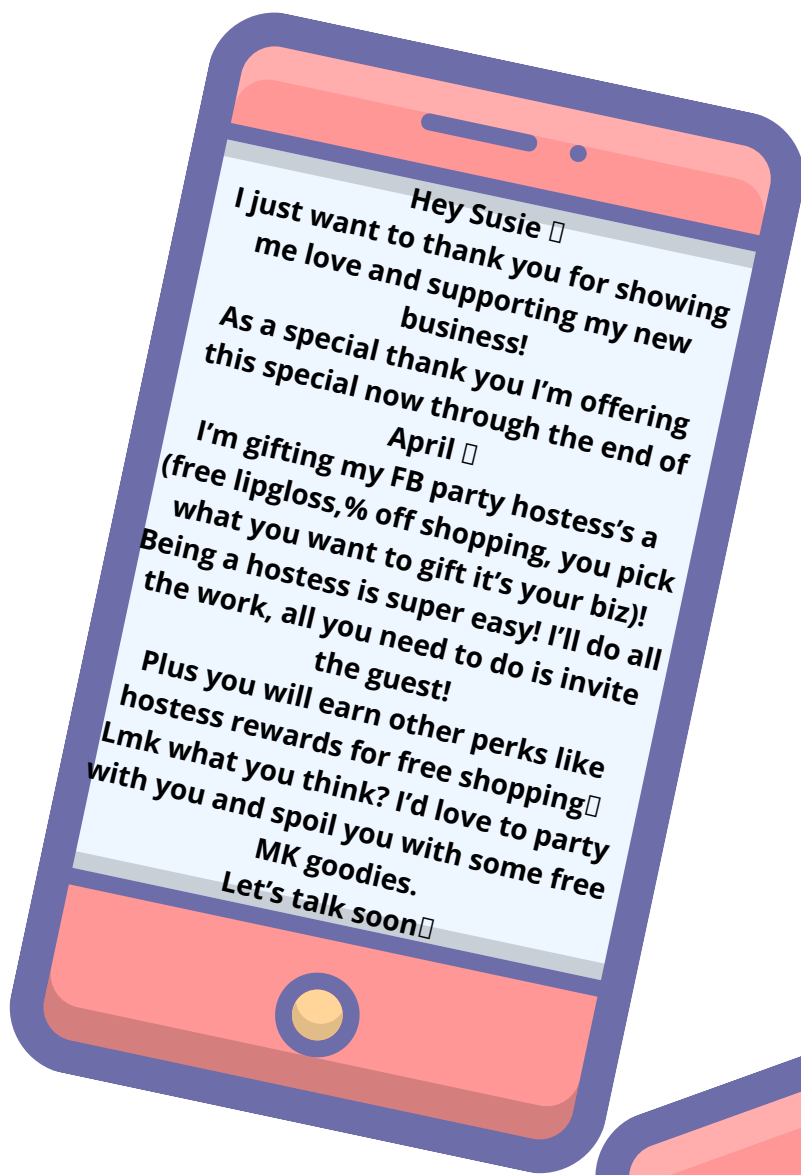 Hey Susie ▯
I just want to thank you for showing
me love and supporting my new
business!
As a special thank you I’m offering
this special now through the end of
April ▯
I’m gifting my FB party hostess’s a
(free lipgloss,% off shopping, you pick
what you want to gift it’s your biz)!
Being a hostess is super easy! I’ll do all
the work, all you need to do is invite
the guest!
Plus you will earn other perks like
hostess rewards for free shopping▯
Lmk what you think? I’d love to party
with you and spoil you with some free
MK goodies.
Let’s talk soon▯